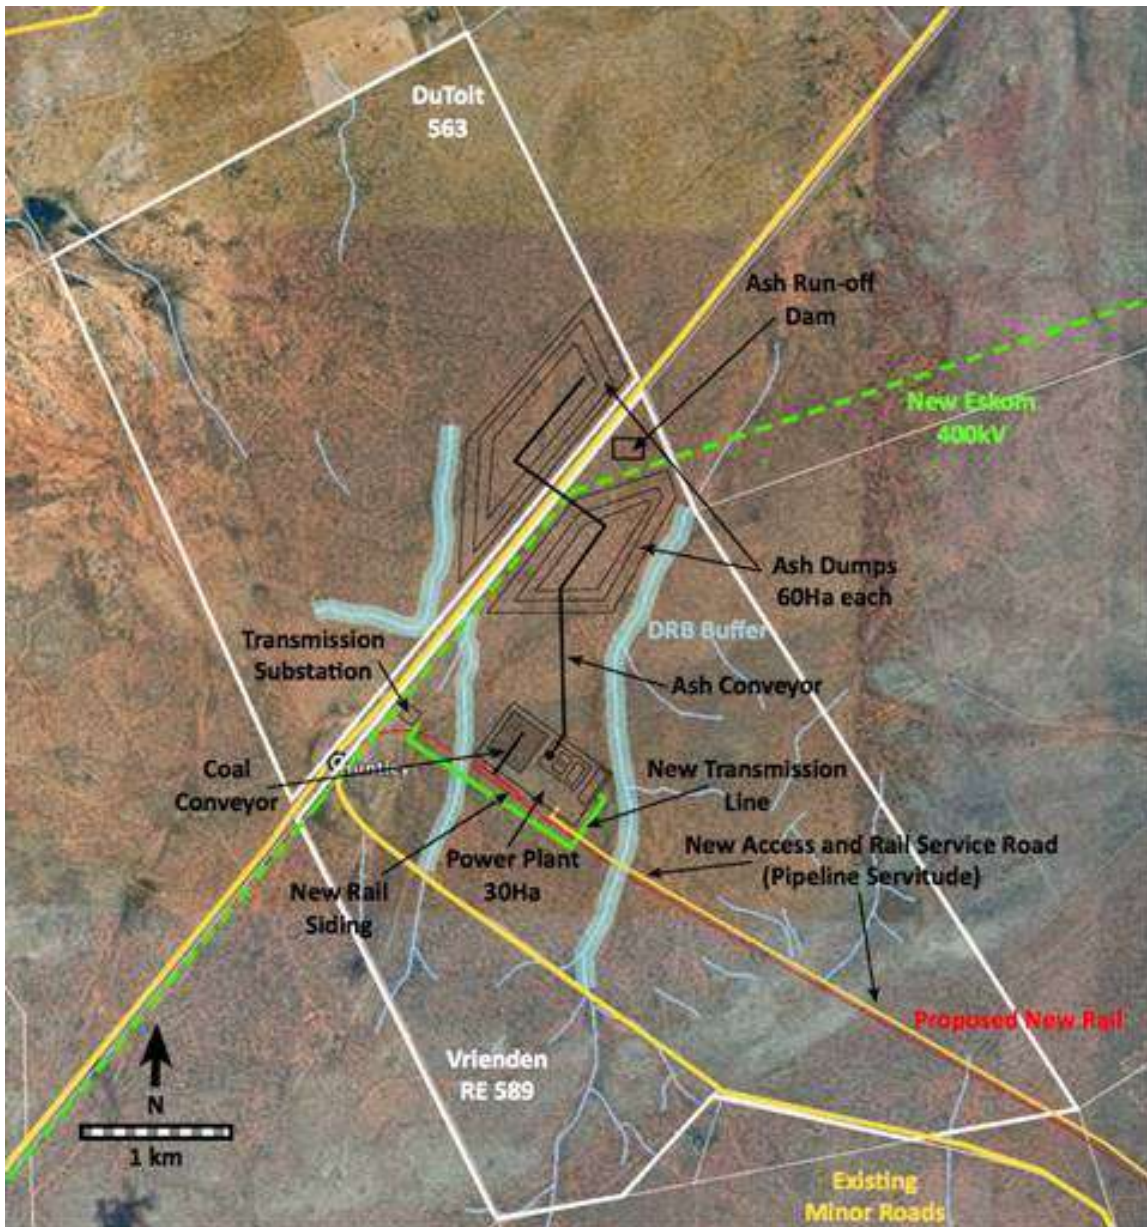 DuToit
563
Ash Run-off
Dam
New Eskom
400kV
Ash Dumps
60Ha each
DRB Buffer
Transmission
Substation
Ash Conveyor
Coal
Conveyor
New Transmission
Line
Power Plant
30Ha
New Access and Rail Service Road
(Pipeline Servitude)
New Rail
Siding
Proposed New Rail
Vrienden
RE 589
N
1 km
Existing
Minor Roads